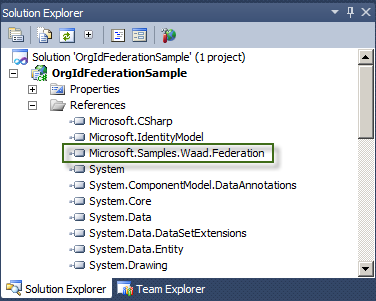 Solution Explorer
Solution 'OrgIdFederationSample' (1 project)
OrgIdFederationSample
Properties
References
Microsoft.CSharp
Microsoft.IdentityModel
Microsoft.Samples.Waad.Federation
System
System.ComponentModel.DataAnnotations
System.Core
System.Data
System.Data.DataSetExtensions
System.Data.Entity
System.Drawing
Solution Explorer Team Explorer